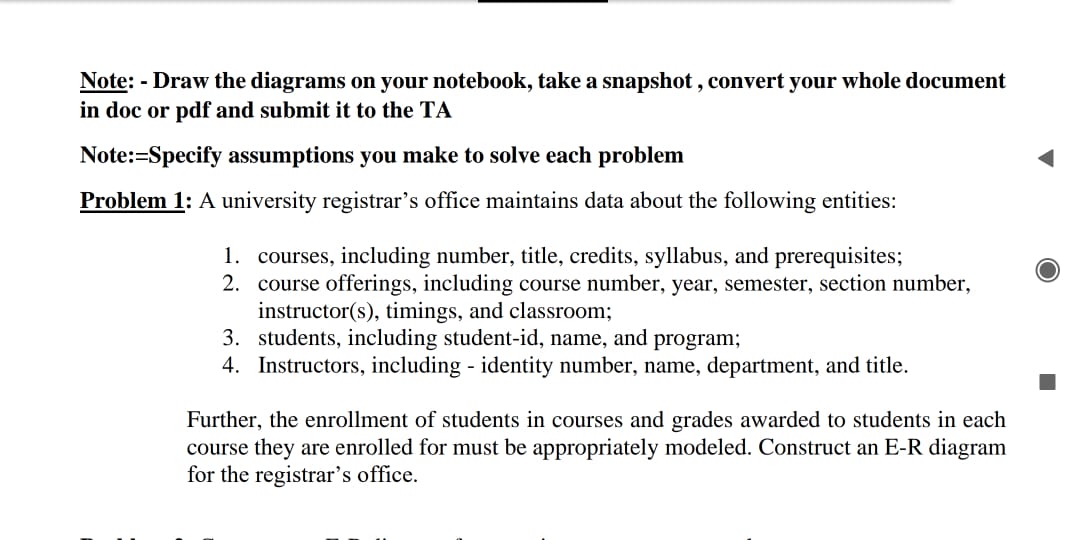 Note: - Draw the diagrams on your notebook, take a snapshot , convert your whole document
in doc or pdf and submit it to the TA
Note:=Specify assumptions you make to solve each problem
Problem 1: A university registrar’s office maintains data about the following entities:
1. courses, including number, title, credits, syllabus, and prerequisites;
2. course offerings, including course number, year, semester, section number,
instructor(s), timings, and classroom;
3. students, including student-id, name, and program;
4. Instructors, including - identity number, name, department, and title.
Further, the enrollment of students in courses and grades awarded to students in each
course they are enrolled for must be appropriately modeled. Construct an E-R diagram
for the registrar’s office.